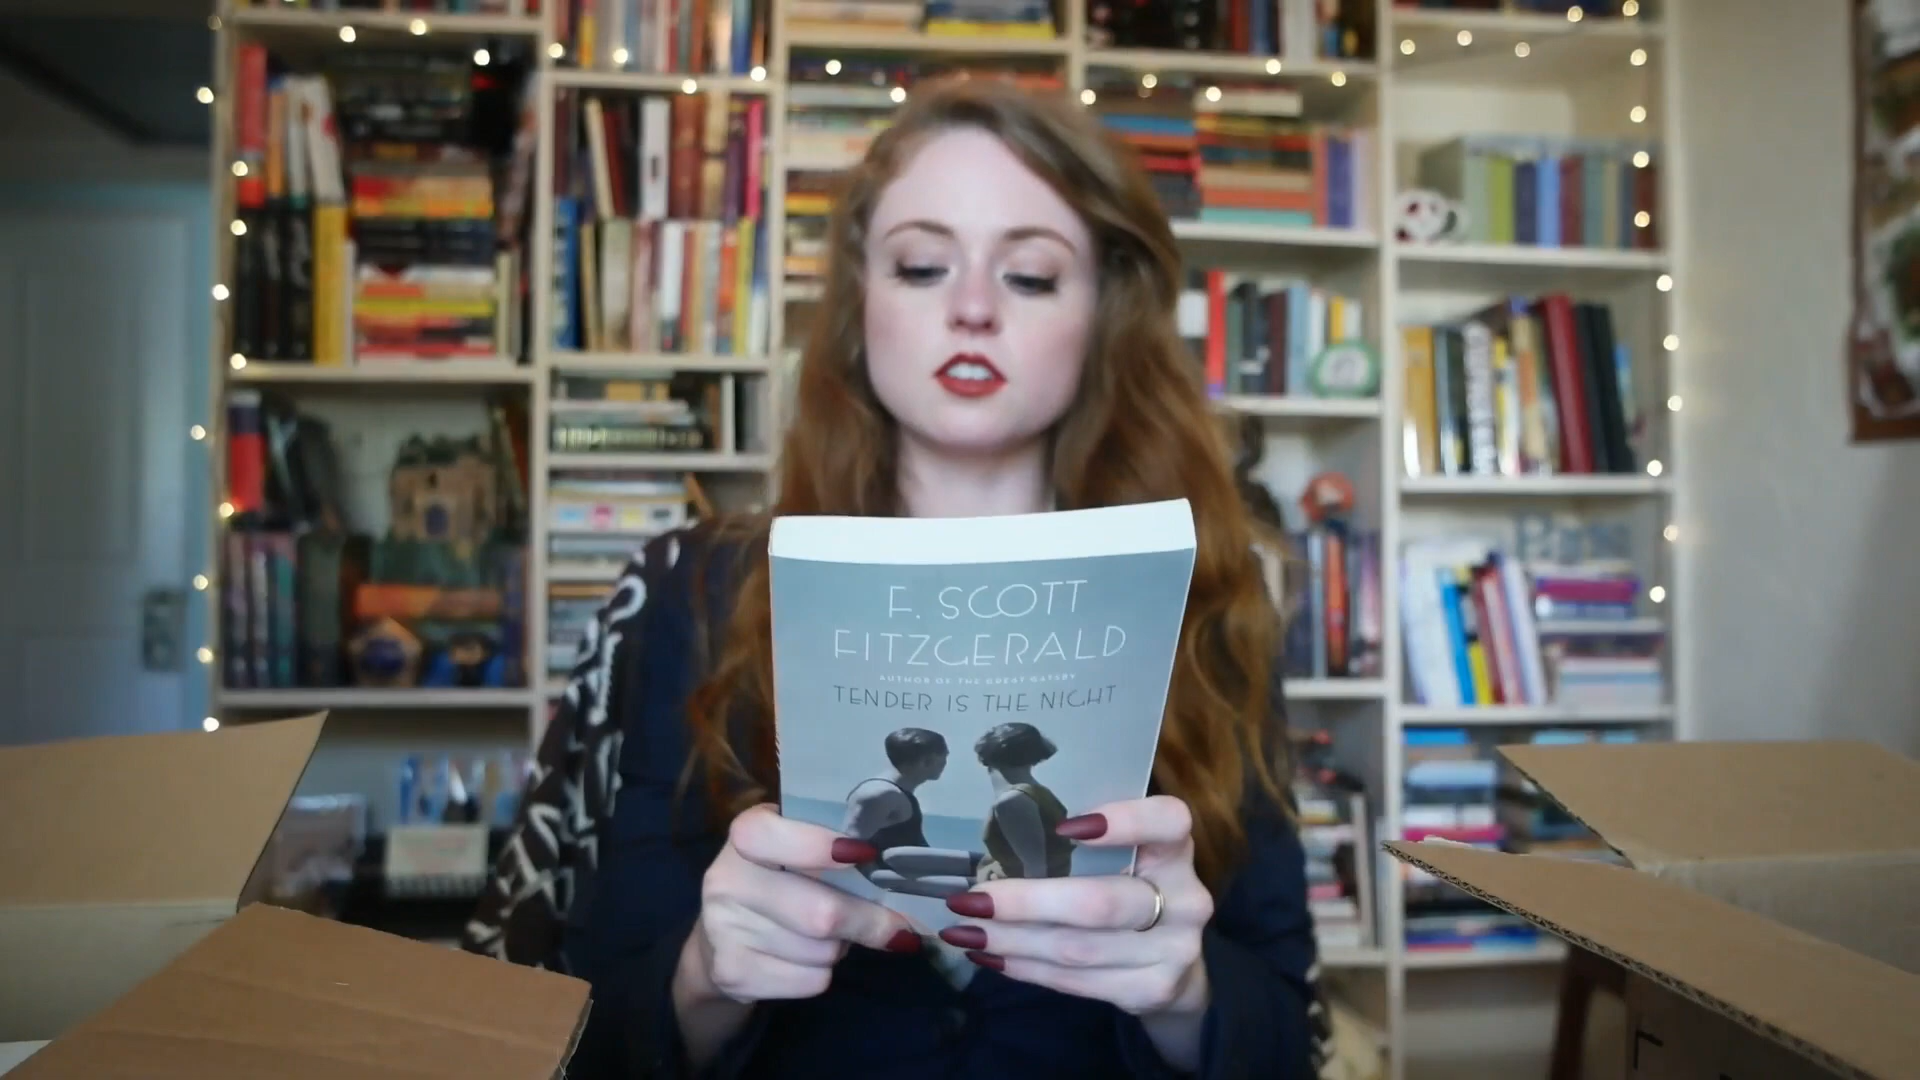 F. SCOTT
FITZGERALD
AUTHOR OF THE GREAT GATSBY
TENDER IS THE NIGHT